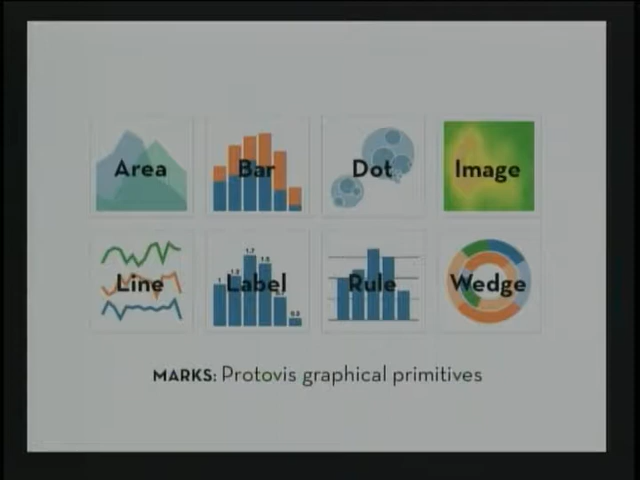 Area Bar Dot Image
Line Label Rule Wedge
MARKS: Protovis graphical primitives